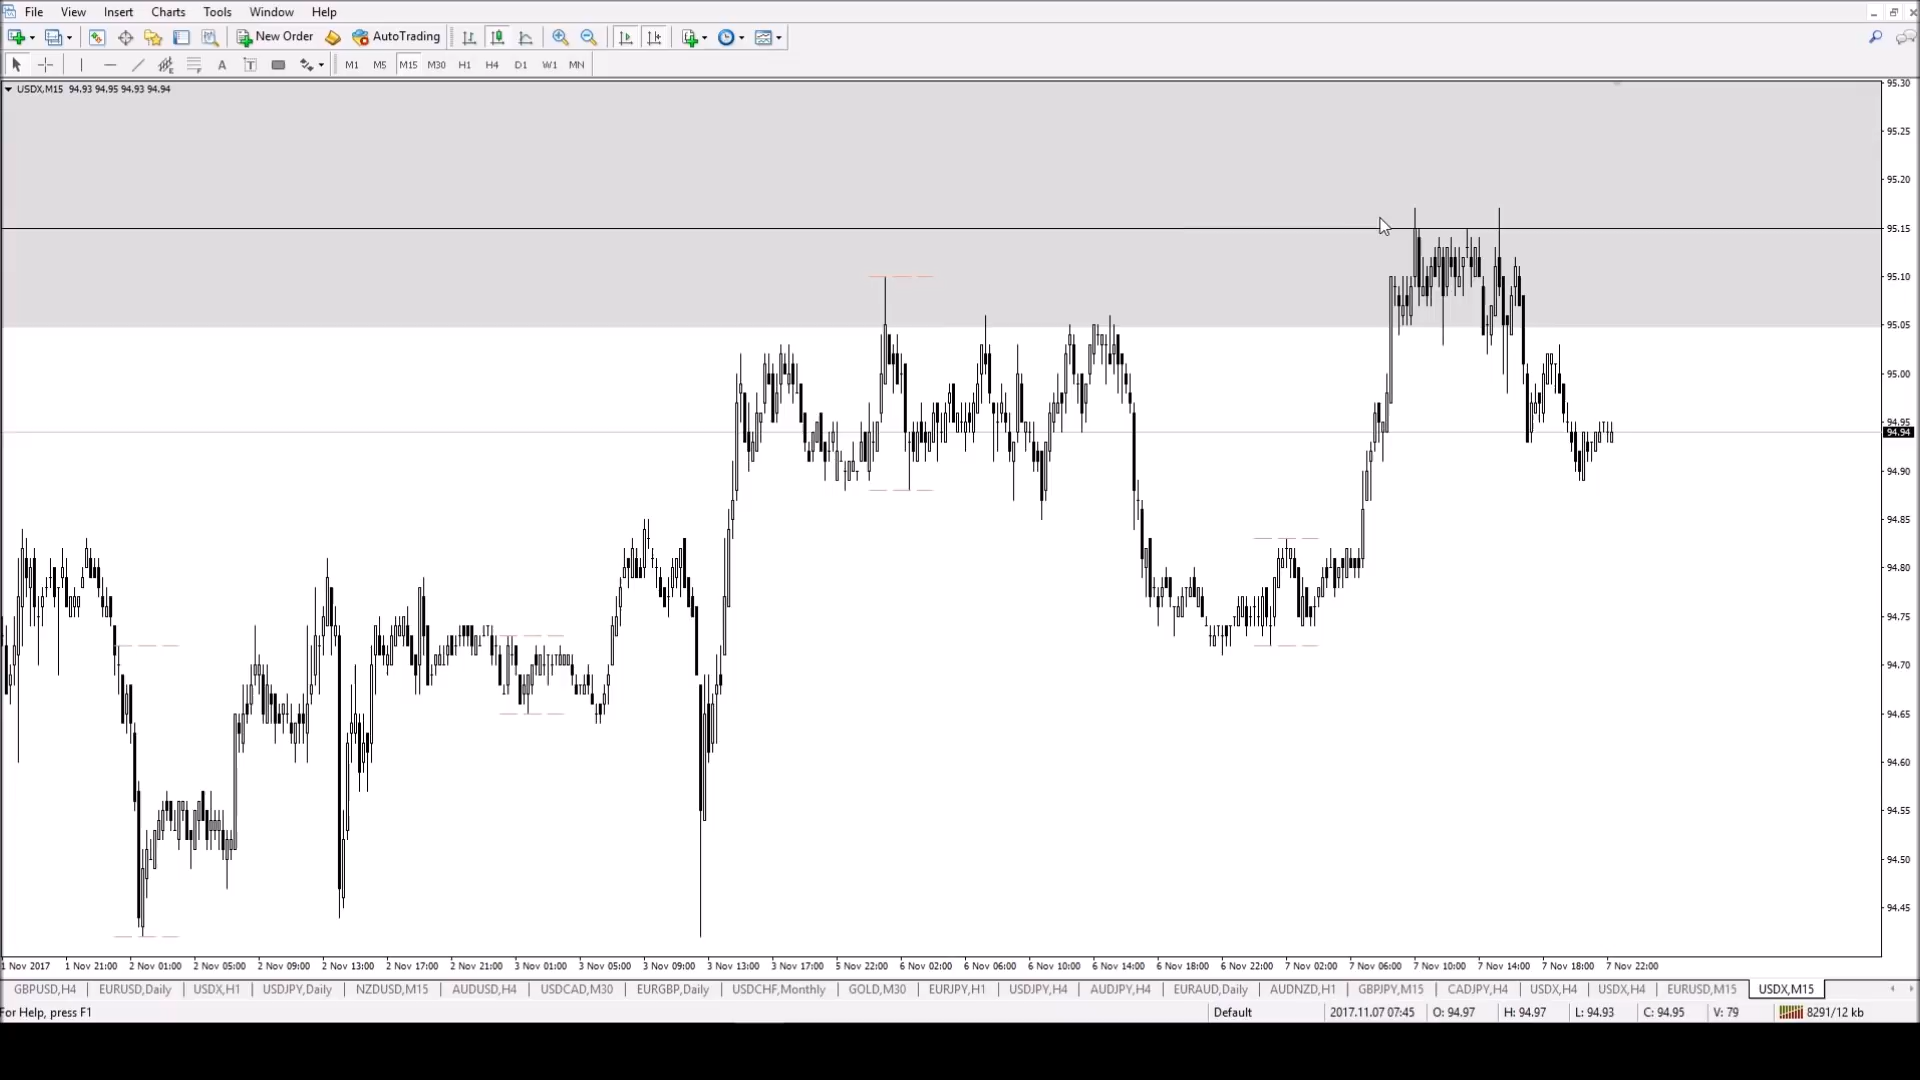 File View Insert Charts Tools Window Help
New Order AutoTrading
A T M1 M5 M15 M30 H1 H4 D1 W1 MN
USDX,M15 94.93 94.95 94.93 94.94
95.30
95.25
95.20
95.15
95.10
95.05
95.00
94.95
94.94
94.90
94.85
94.80
94.75
94.70
94.65
94.60
94.55
94.50
94.45
1 Nov 2017 1 Nov 21:00 2 Nov 01:00 2 Nov 05:00 2 Nov 09:00 2 Nov 13:00 2 Nov 17:00 2 Nov 21:00 3 Nov 01:00 3 Nov 05:00 3 Nov 09:00 3 Nov 13:00 3 Nov 17:00 5 Nov 22:00 6 Nov 02:00 6 Nov 06:00 6 Nov 10:00 6 Nov 14:00 6 Nov 18:00 6 Nov 22:00 7 Nov 02:00 7 Nov 06:00 7 Nov 10:00 7 Nov 14:00 7 Nov 18:00 7 Nov 22:00
GBPUSD,H4 EURUSD,Daily USDX,H1 USDJPY,Daily NZDUSD,M15 AUDUSD,H4 USDCAD,M30 EURGBP,Daily USDCHF,Monthly GOLD,M30 EURJPY,H1 USDJPY,H4 AUDJPY,H4 EURAUD,Daily AUDNZD,H1 GBPJPY,M15 CADJPY,H4 USDX,H4 USDX,H4 EURUSD,M15 USDX,M15
For Help, press F1 Default 2017.11.07 07:45 O: 94.97 H: 94.97 L: 94.93 C: 94.95 V: 79 8291/12 kb